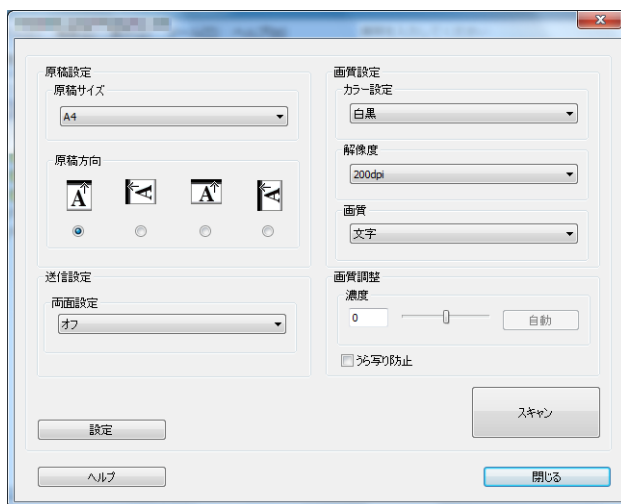 原稿設定
原稿サイズ
A4
原稿方向
A
A
A
A
送信設定
両面設定
オフ
設定
ヘルプ
画質設定
カラー設定
白黒
解像度
200dpi
画質
文字
画質調整
濃度
0
自動
うら写り防止
スキャン
閉じる